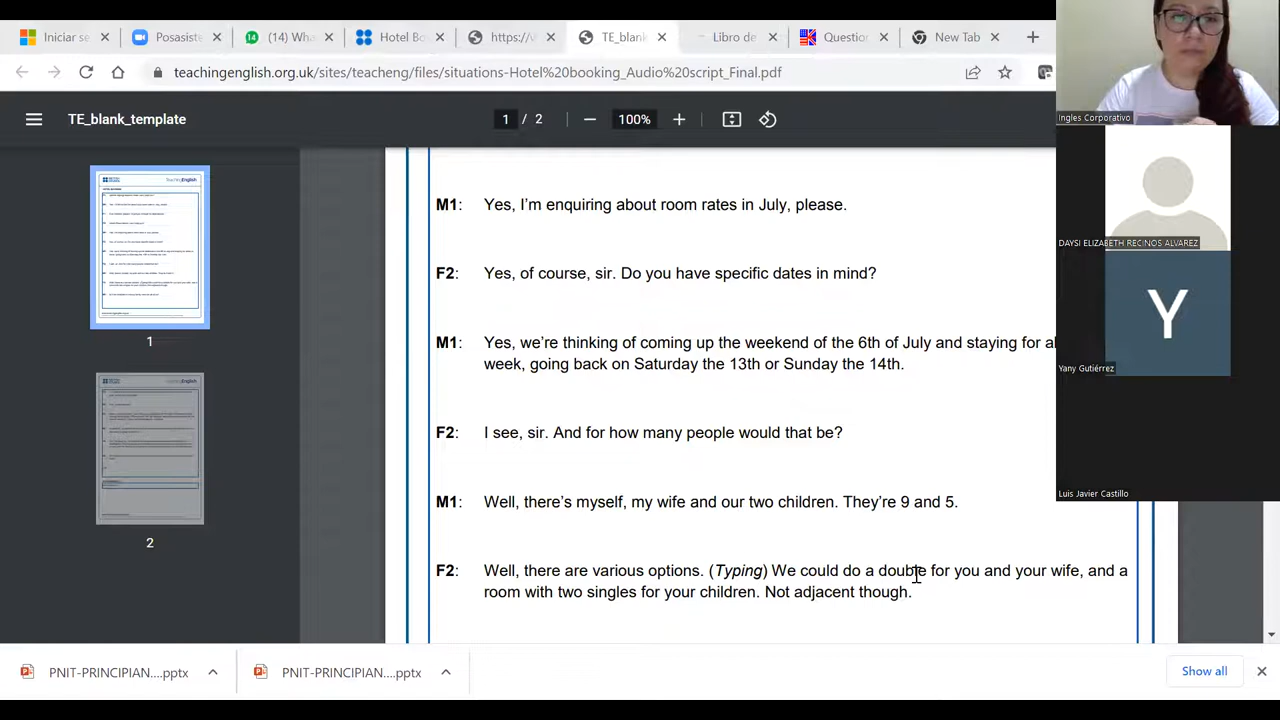 Iniciar se
Posasiste
(14) Wha
Hotel Bo
https://
TE_blank
Libro de
Question
New Tab
teachingenglish.org.uk/sites/teacheng/files/situations-Hotel%20booking_Audio%20script_Final.pdf
TE_blank_template
1 / 2
100%
M1: Yes, I'm enquiring about room rates in July, please.
F2: Yes, of course, sir. Do you have specific dates in mind?
M1: Yes, we're thinking of coming up the weekend of the 6th of July and staying for
week, going back on Saturday the 13th or Sunday the 14th.
F2: I see, sir. And for how many people would that be?
M1: Well, there's myself, my wife and our two children. They're 9 and 5.
F2: Well, there are various options. (Typing) We could do a double for you and your wife, and a
room with two singles for your children. Not adjacent though.
1
2
Ingles Corporativo
DAYSI ELIZABETH RECINOS ALVAREZ
Y
Yany Gutiérrez
Luis Javier Castillo
PNIT-PRINCIPIAN....pptx
PNIT-PRINCIPIAN....pptx
Show all